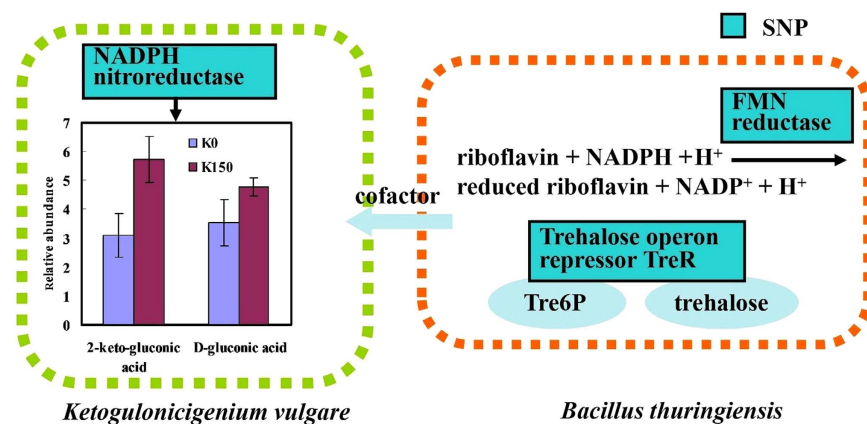 SNP
NADPH
nitroreductase
7
6
5
4
3
2
1
0
Relative abundance
K0
K150
2-keto-gluconic
acid
D-gluconic acid
Ketogulonicigenium vulgare
cofactor
FMN
reductase
riboflavin + NADPH +H⁺
reduced riboflavin + NADP⁺ + H⁺
Trehalose operon
repressor TreR
Tre6P
trehalose
Bacillus thuringiensis